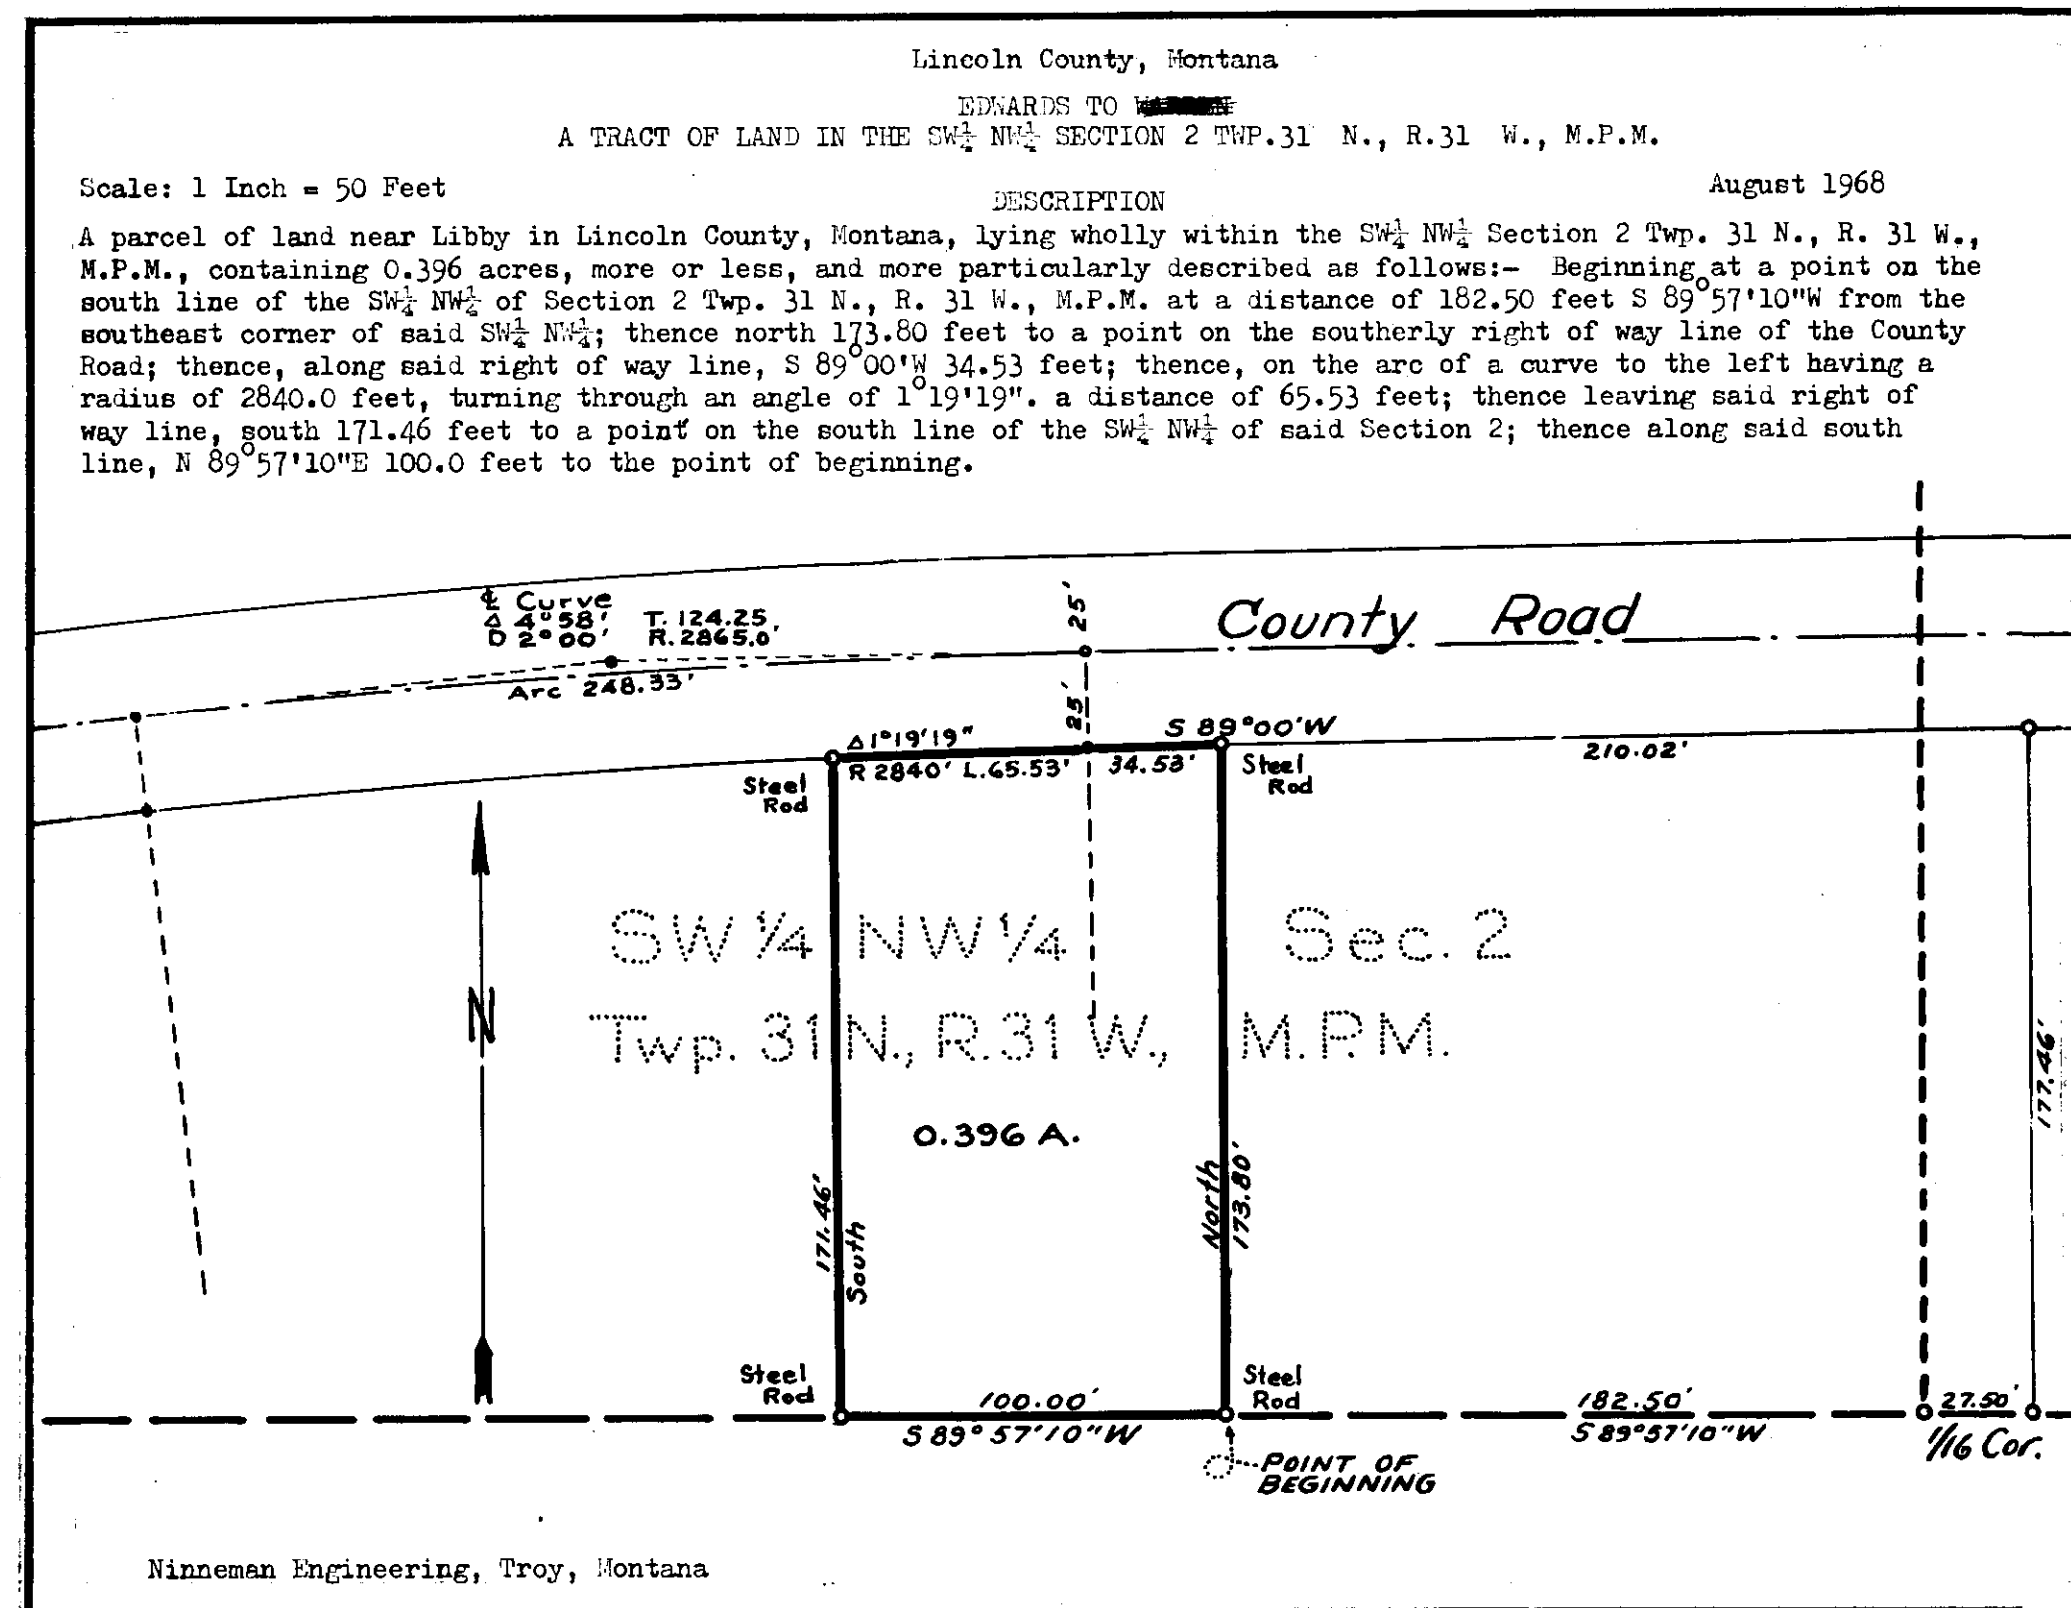 Lincoln County, Montana
EDWARDS TO
A TRACT OF LAND IN THE SW¼ NW¼ SECTION 2 TWP.31 N., R.31 W., M.P.M.
Scale: 1 Inch = 50 Feet
August 1968
DESCRIPTION
A parcel of land near Libby in Lincoln County, Montana, lying wholly within the SW¼ NW¼ Section 2 Twp. 31 N., R. 31 W.,
M.P.M., containing 0.396 acres, more or less, and more particularly described as follows:- Beginning at a point on the
south line of the SW¼ NW¼ of Section 2 Twp. 31 N., R. 31 W., M.P.M. at a distance of 182.50 feet S 89°57'10"W from the
southeast corner of said SW¼ NW¼; thence north 173.80 feet to a point on the southerly right of way line of the County
Road; thence, along said right of way line, S 89°00'W 34.53 feet; thence, on the arc of a curve to the left having a
radius of 2840.0 feet, turning through an angle of 1°19'19". a distance of 65.53 feet; thence leaving said right of
way line, south 171.46 feet to a point on the south line of the SW¼ NW¼ of said Section 2; thence along said south
line, N 89°57'10"E 100.0 feet to the point of beginning.
℄ Curve
Δ 4°58' T. 124.25,
D 2°00' R. 2865.0'
Arc 248.33'
25'
25'
County Road
Δ 1°19'19"
S 89°00'W
R 2840' L.65.53'
34.53'
210.02'
Steel
Rod
Steel
Rod
N
SW ¼ NW ¼ Sec. 2
Twp. 31 N., R. 31 W., M.P.M.
0.396 A.
171.46'
South
North
173.80'
177.46'
Steel
Rod
Steel
Rod
100.00'
S 89° 57' 10" W
182.50'
S 89°57'10"W
27.50'
1/16 Cor.
POINT OF
BEGINNING
Ninneman Engineering, Troy, Montana